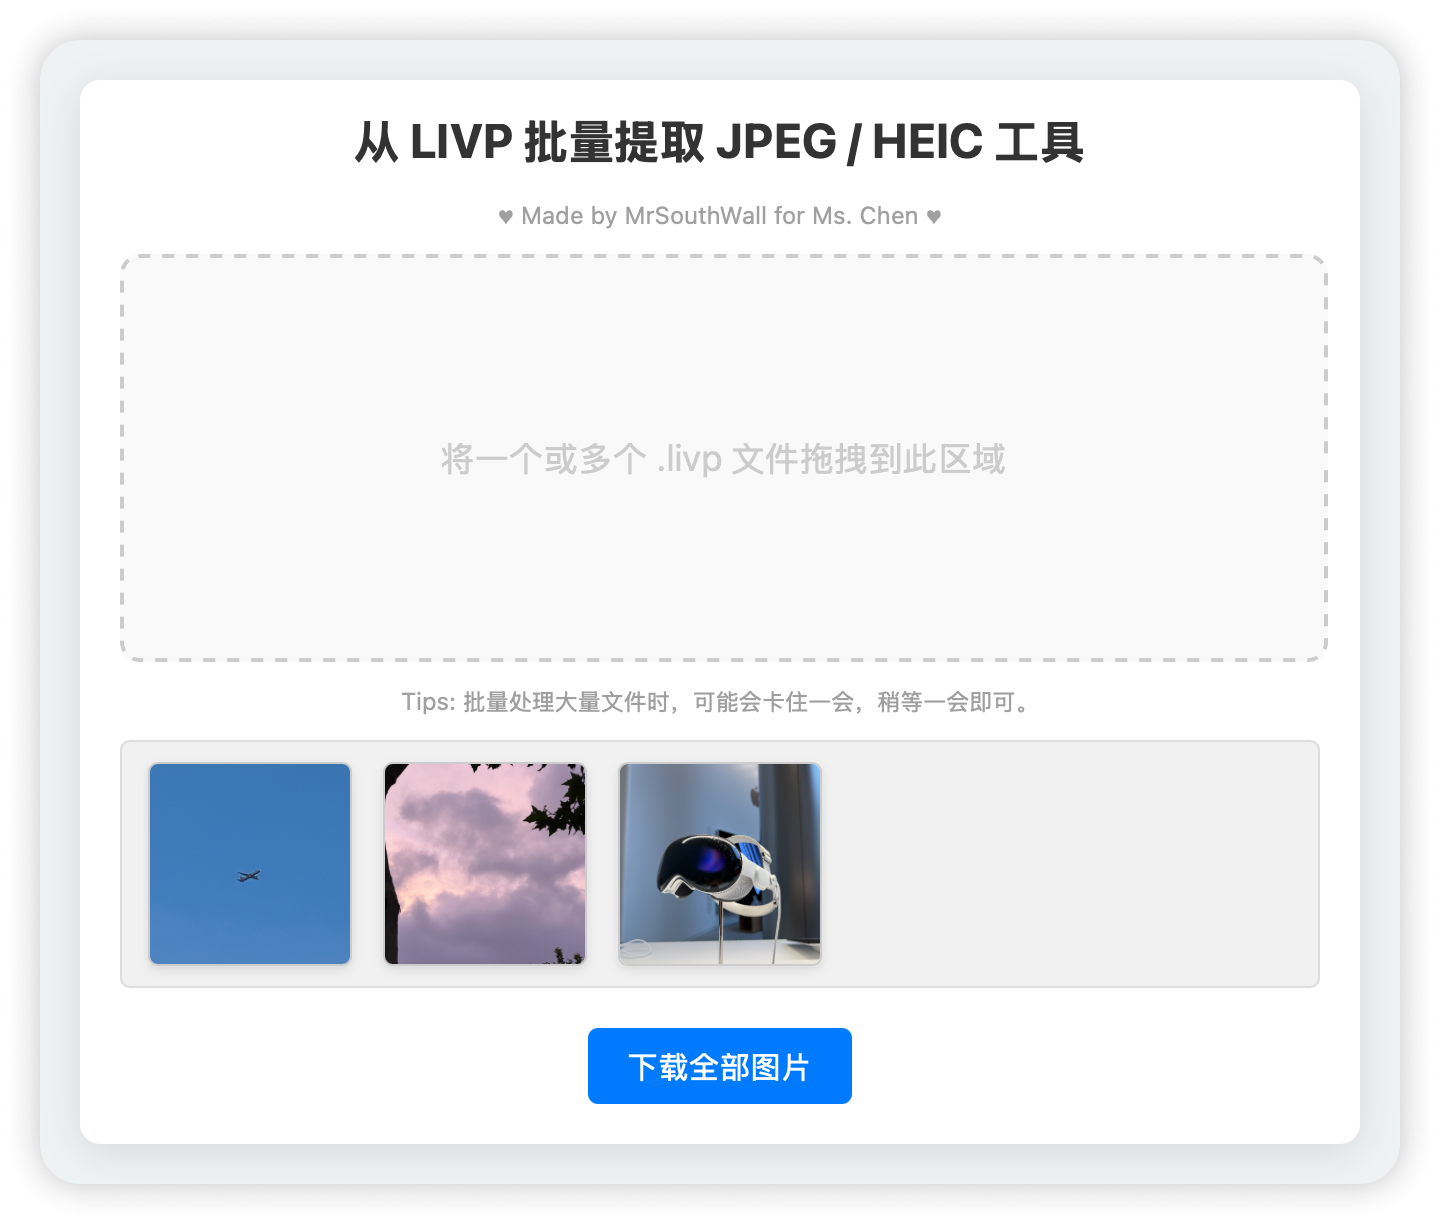 从 LIVP 批量提取 JPEG / HEIC 工具
♥ Made by MrSouthWall for Ms. Chen ♥
将一个或多个 .livp 文件拖拽到此区域
Tips: 批量处理大量文件时，可能会卡住一会，稍等一会即可。
下载全部图片